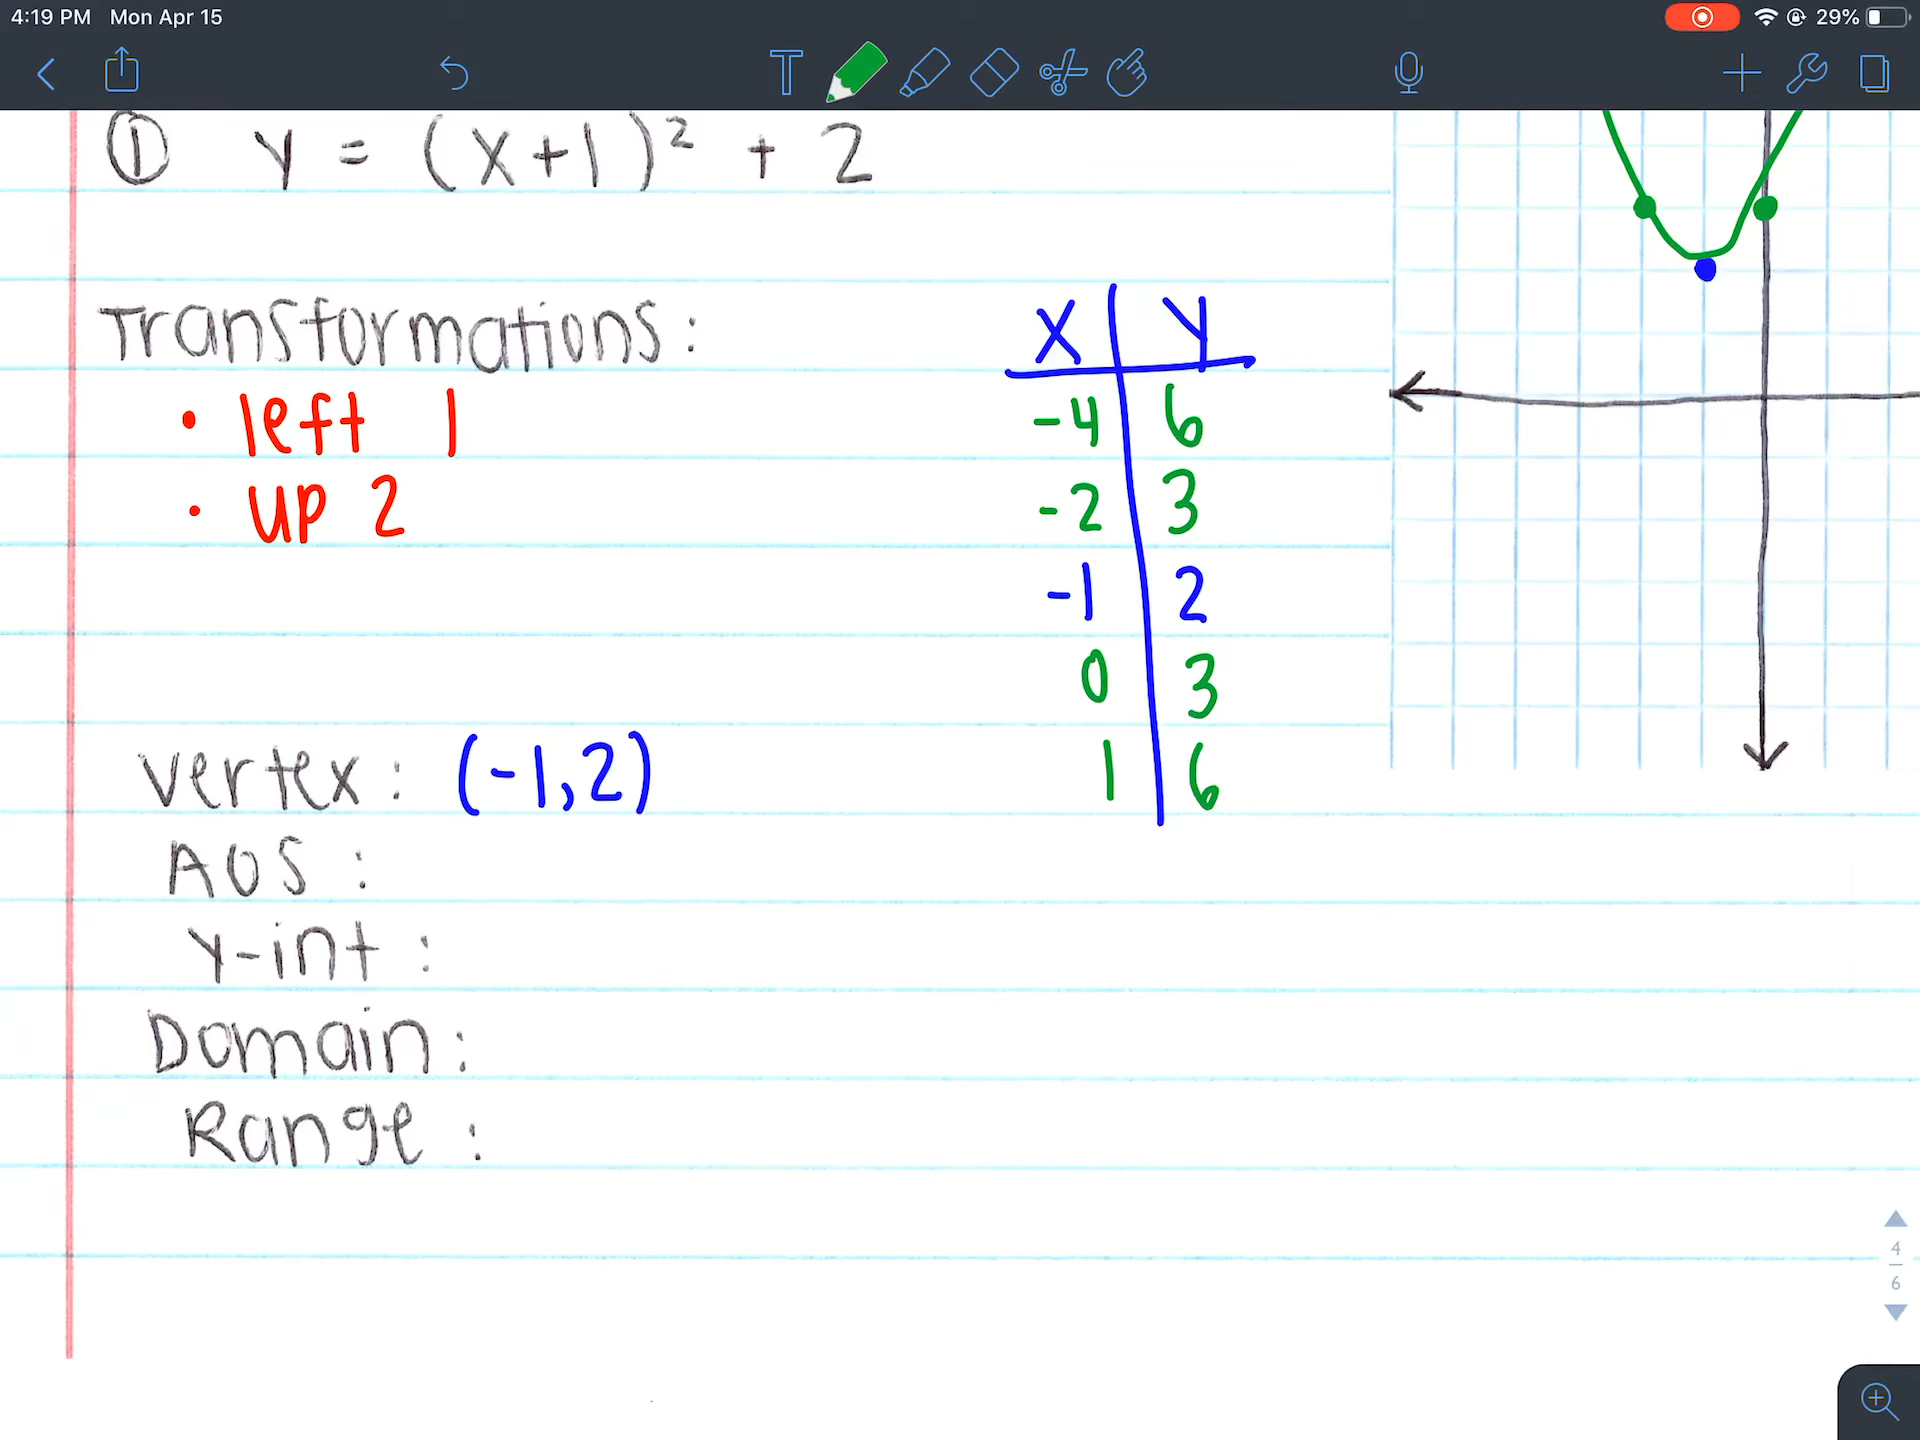 4:19 PM Mon Apr 15 29%
① y = (x+1)² + 2
Transformations:
• left 1
• up 2
X Y
-4 6
-2 3
-1 2
0 3
1 6
Vertex: (-1,2)
AOS:
Y-int:
Domain:
Range:
4
6